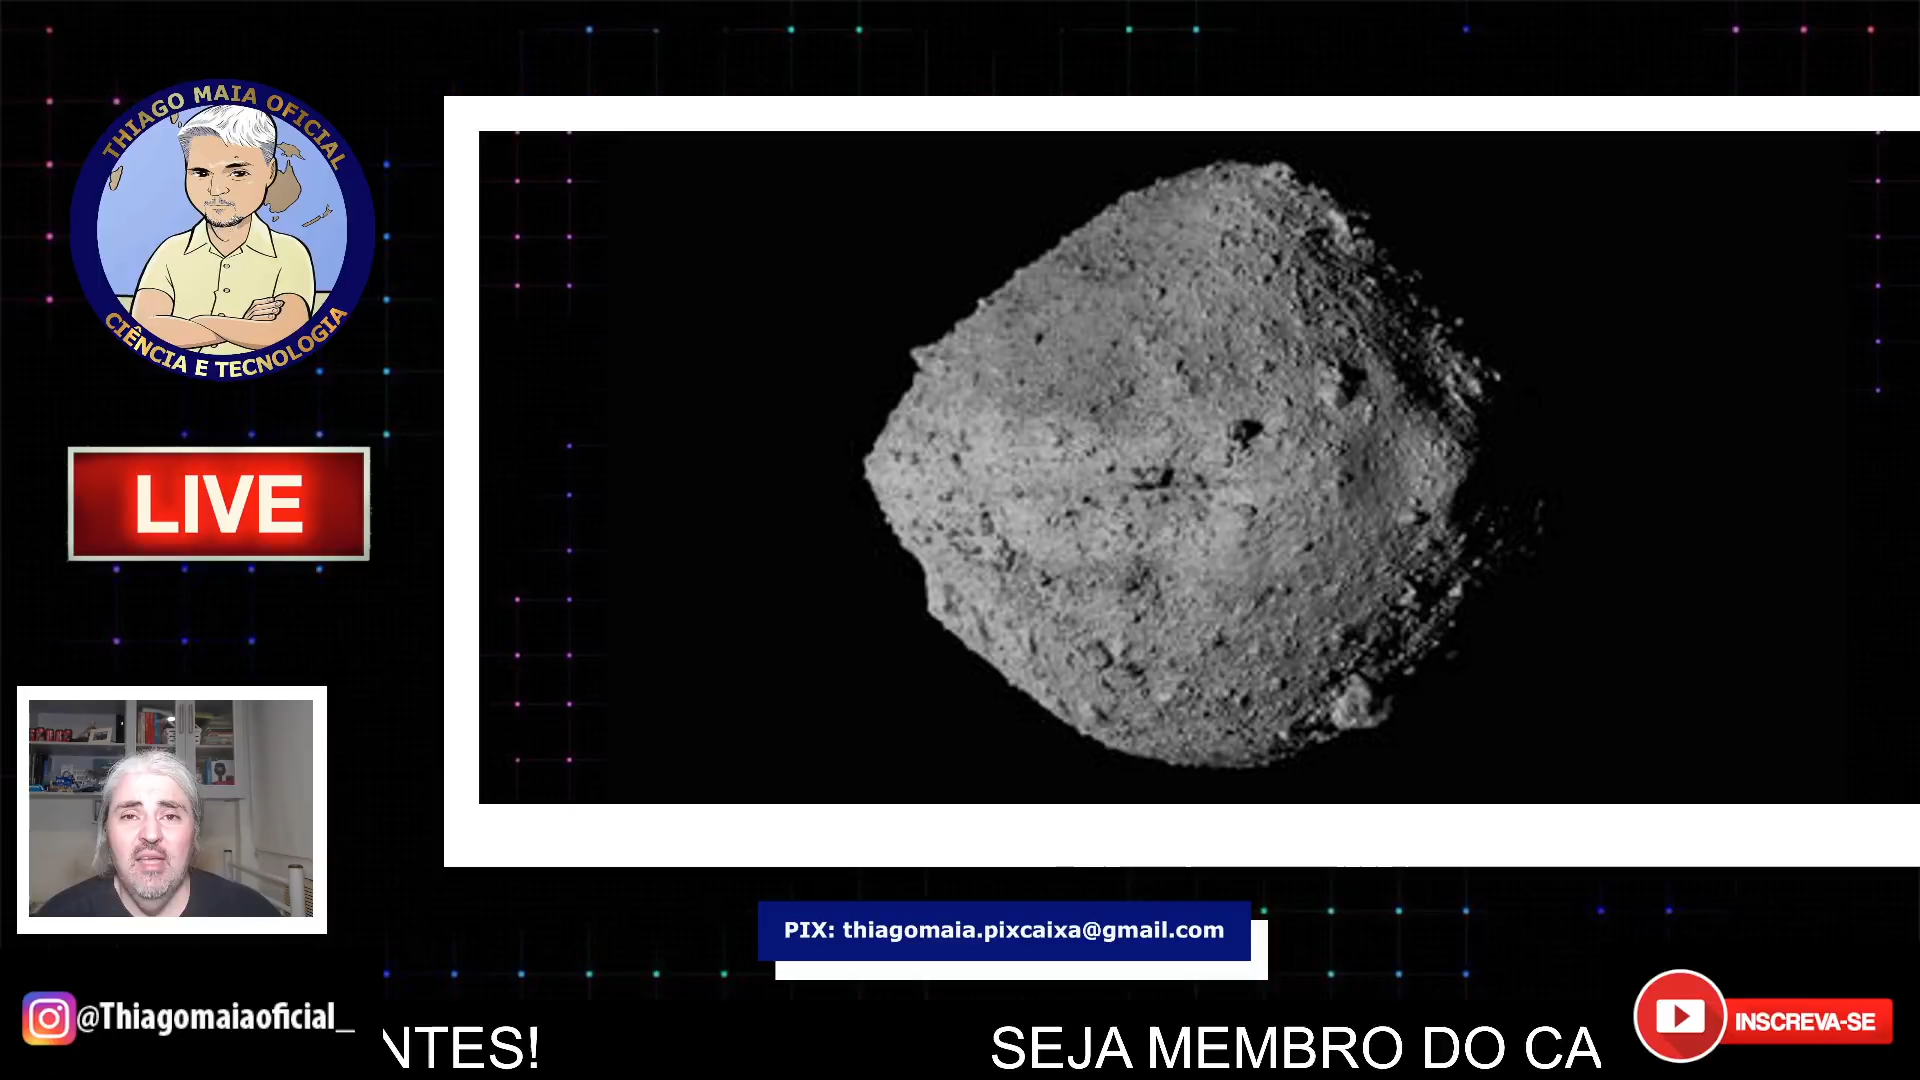 THIAGO MAIA OFICIAL
CIÊNCIA E TECNOLOGIA
LIVE
PIX: thiagomaia.pixcaixa@gmail.com
@Thiagomaiaoficial_
NTES!
SEJA MEMBRO DO CA
INSCREVA-SE